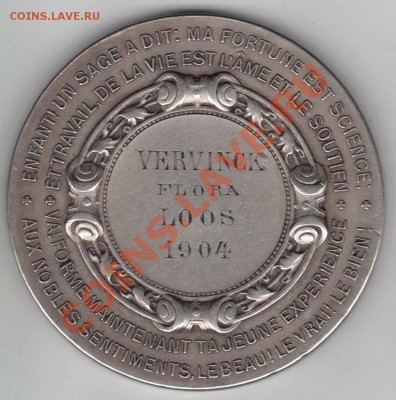 COINS.LAVE.RU
ENFANT! UN SAGE A DIT: MA FORTUNE EST SCIENCE;
ET TRAVAIL, DE LA VIE EST L'ÂME ET LE SOUTIEN
VA! FORME MAINTENANT TA JEUNE EXPERIENCE
AUX NOBLES SENTIMENTS, LE BEAU! LE VRAI! LE BIEN!
VERVINCK
FLORA
LOOS
1904
COINS.LAVE.RU